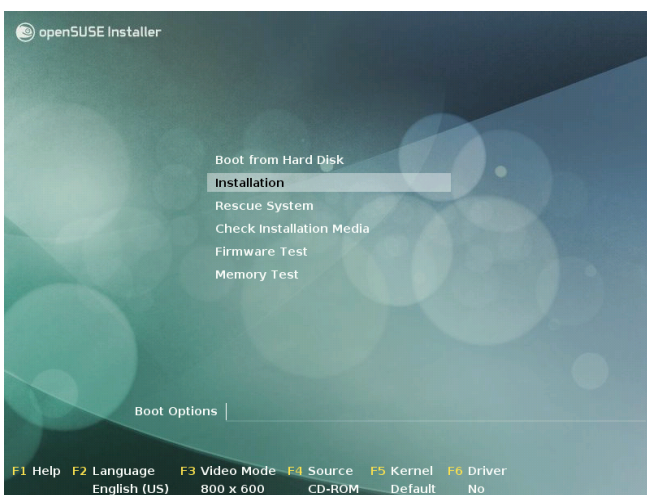 openSUSE Installer
Boot from Hard Disk
Installation
Rescue System
Check Installation Media
Firmware Test
Memory Test
Boot Options
F1 Help F2 Language F3 Video Mode F4 Source F5 Kernel F6 Driver
English (US) 800 x 600 CD-ROM Default No